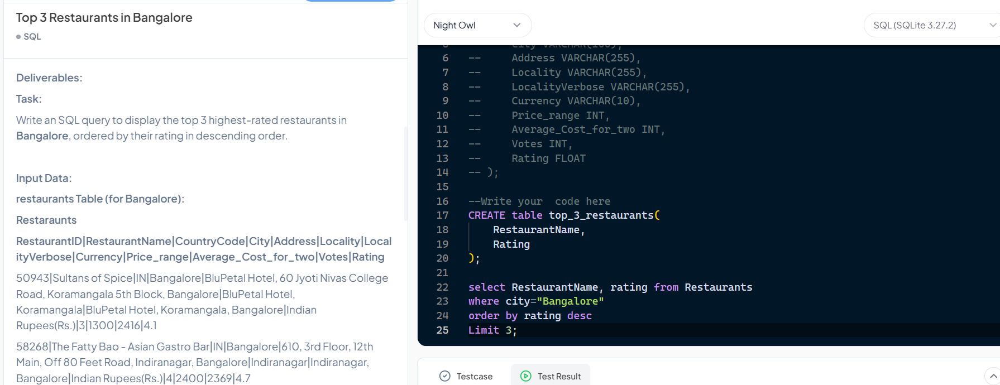 Top 3 Restaurants in Bangalore
SQL
Deliverables:
Task:
Write an SQL query to display the top 3 highest-rated restaurants in
Bangalore, ordered by their rating in descending order.
Input Data:
restaurants Table (for Bangalore):
Restaraunts
RestaurantID|RestaurantName|CountryCode|City|Address|Locality|Local
ityVerbose|Currency|Price_range|Average_Cost_for_two|Votes|Rating
50943|Sultans of Spice|IN|Bangalore|BluPetal Hotel, 60 Jyoti Nivas College
Road, Koramangala 5th Block, Bangalore|BluPetal Hotel,
Koramangala|BluPetal Hotel, Koramangala, Bangalore|Indian
Rupees(Rs.)|3|1300|2416|4.1
58268|The Fatty Bao - Asian Gastro Bar|IN|Bangalore|610, 3rd Floor, 12th
Main, Off 80 Feet Road, Indiranagar, Bangalore|Indiranagar|Indiranagar,
Bangalore|Indian Rupees(Rs.)|4|2400|2369|4.7
Night Owl
SQL (SQLite 3.27.2)
6 -- Address VARCHAR(255),
7 -- Locality VARCHAR(255),
8 -- LocalityVerbose VARCHAR(255),
9 -- Currency VARCHAR(10),
10 -- Price_range INT,
11 -- Average_Cost_for_two INT,
12 -- Votes INT,
13 -- Rating FLOAT
14 -- );
15
16 --Write your  code here
17 CREATE table top_3_restaurants(
18 RestaurantName,
19 Rating
20 );
21
22 select RestaurantName, rating from Restaurants
23 where city="Bangalore"
24 order by rating desc
25 Limit 3;
Testcase
Test Result